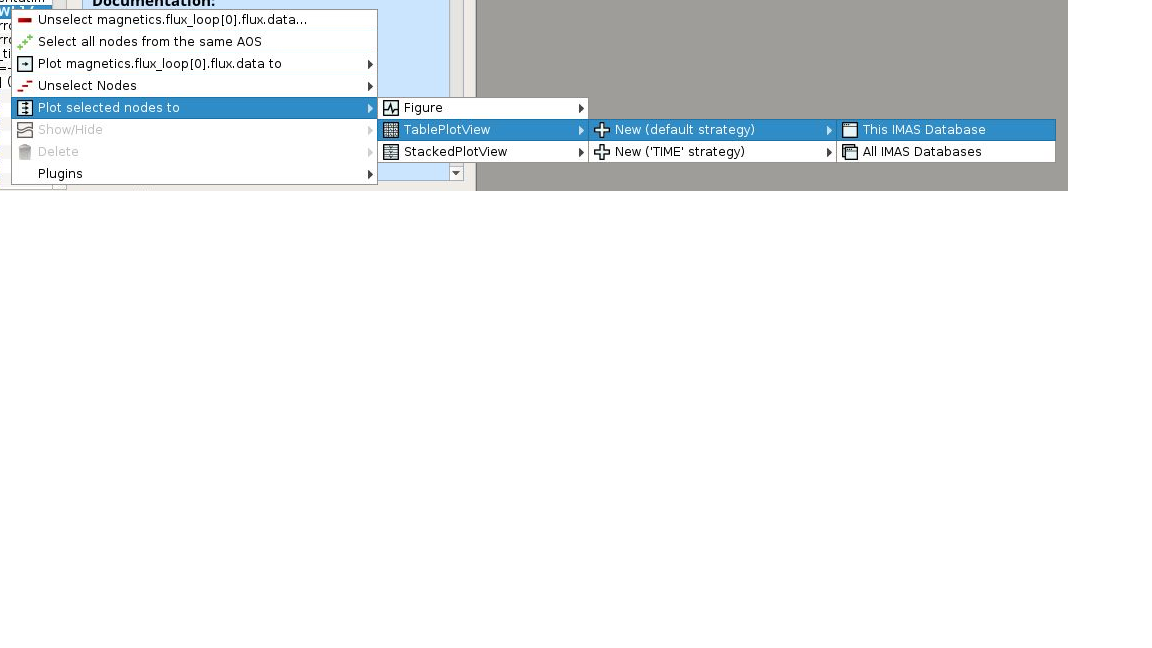 Documentation:
Unselect magnetics.flux_loop[0].flux.data...
Select all nodes from the same AOS
Plot magnetics.flux_loop[0].flux.data to
Unselect Nodes
Plot selected nodes to
Show/Hide
Delete
Plugins
Figure
TablePlotView
StackedPlotView
New (default strategy)
New ('TIME' strategy)
This IMAS Database
All IMAS Databases